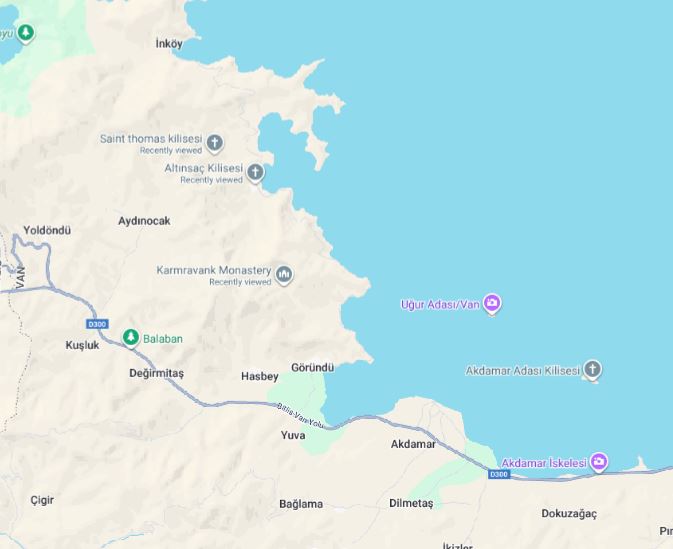 oyu
İnköy
Saint thomas kilisesi
Recently viewed
Altınsaç Kilisesi
Recently viewed
Aydınocak
Yoldöndü
VAN
Karmravank Monastery
Recently viewed
Uğur Adası/Van
D300
Kuşluk
Balaban
Değirmitaş
Hasbey
Göründü
Akdamar Adası Kilisesi
Bitlis-Van Yolu
Yuva
Akdamar
Akdamar İskelesi
D300
Çigir
Bağlama
Dilmetaş
Dokuzağaç
İkizler